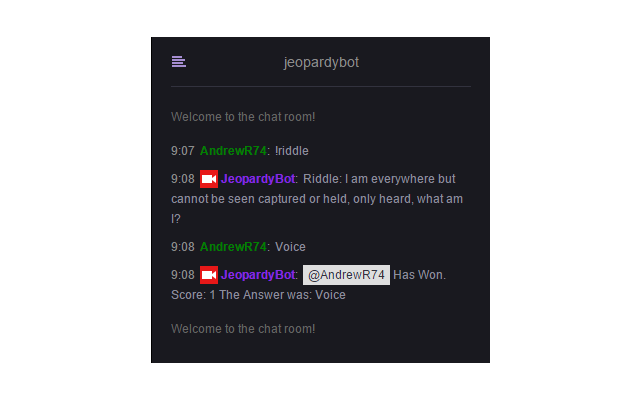 jeopardybot
Welcome to the chat room!
9:07 AndrewR74: !riddle
9:08 JeopardyBot: Riddle: I am everywhere but
cannot be seen captured or held, only heard, what am
I?
9:08 AndrewR74: Voice
9:08 JeopardyBot: @AndrewR74 Has Won.
Score: 1 The Answer was: Voice
Welcome to the chat room!